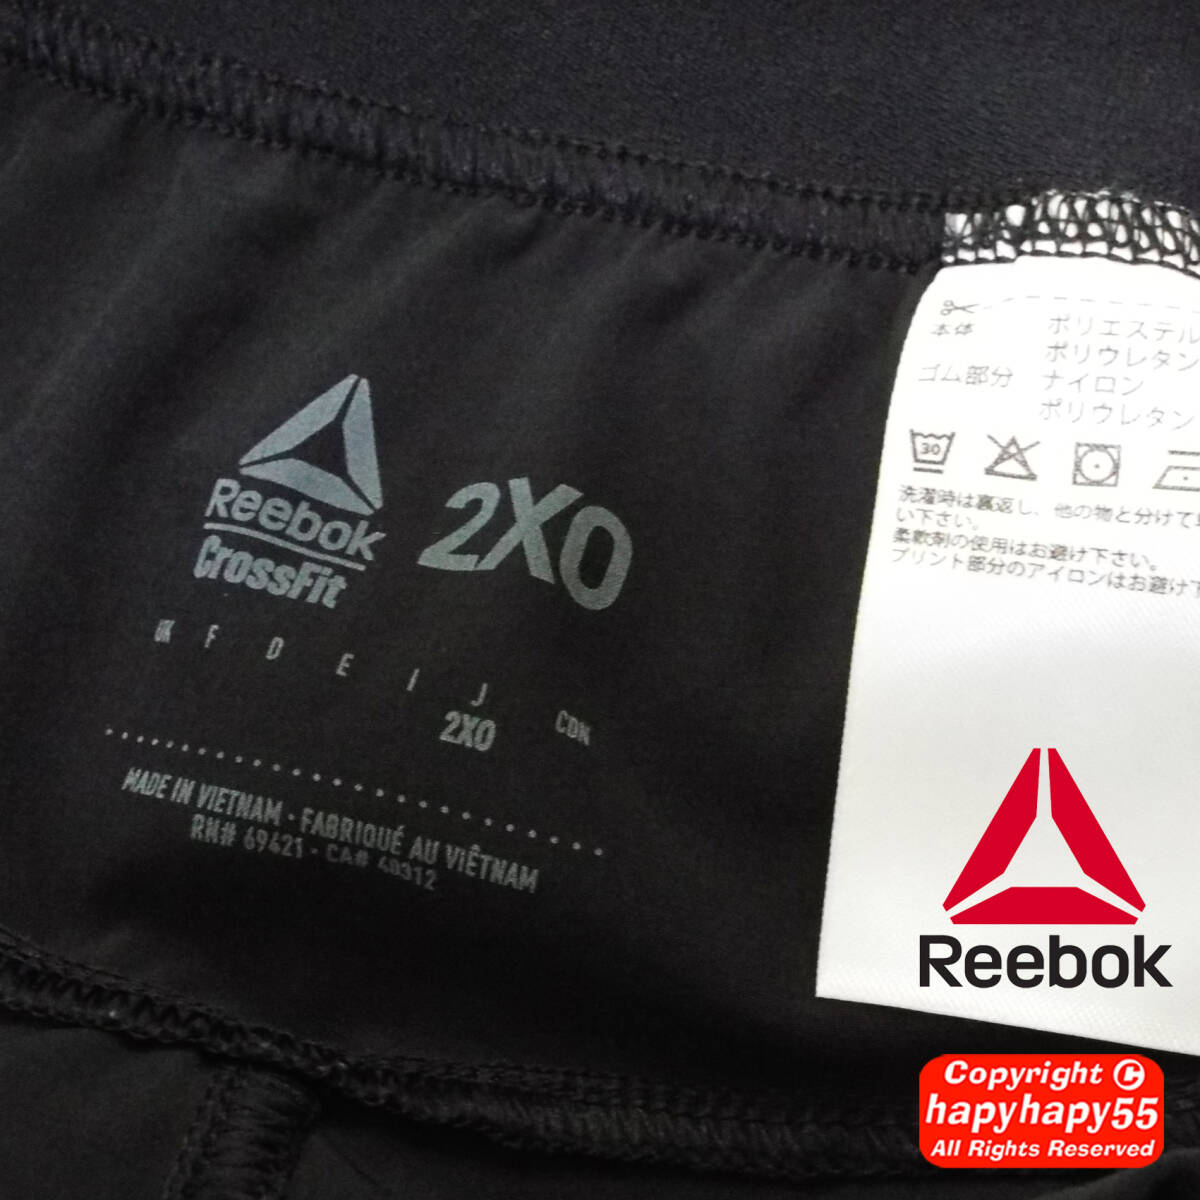 Reebok
CrossFit
2XO
UK F D E I J CDN
2XO
MADE IN VIETNAM · FABRIQUÉ AU VIÊTNAM
RN# 69421 - CA# 40312
本体 ポリエステル
ポリウレタン
ゴム部分 ナイロン
ポリウレタン
30
洗濯時は裏返し、他の物と分けて
い下さい。
柔軟剤の使用はお避け下さい。
プリント部分のアイロンはお避け下
Reebok
Copyright ©
hapyhapy55
All Rights Reserved